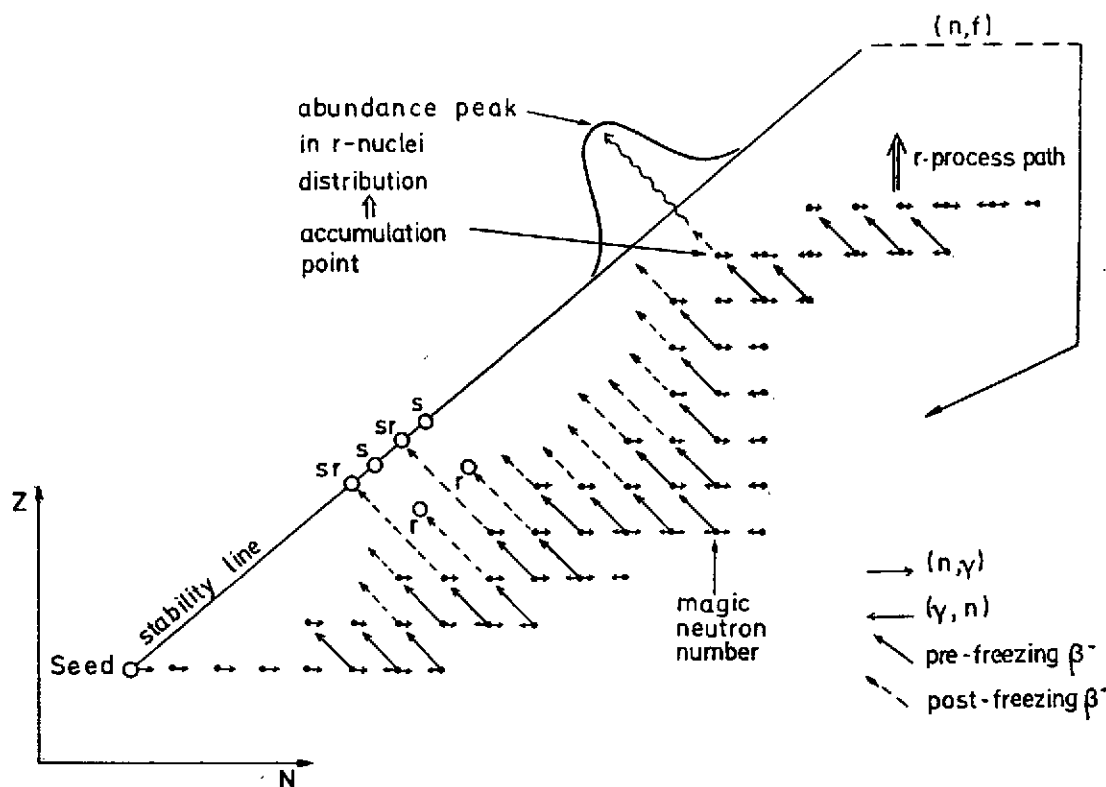 (n,f)
abundance peak
in r-nuclei
distribution
⇑
accumulation
point
r-process path
s
sr
s
sr
r
r
Z
stability line
Seed
magic
neutron
number
N
(n,γ)
(γ,n)
pre-freezing β⁻
post-freezing β⁻